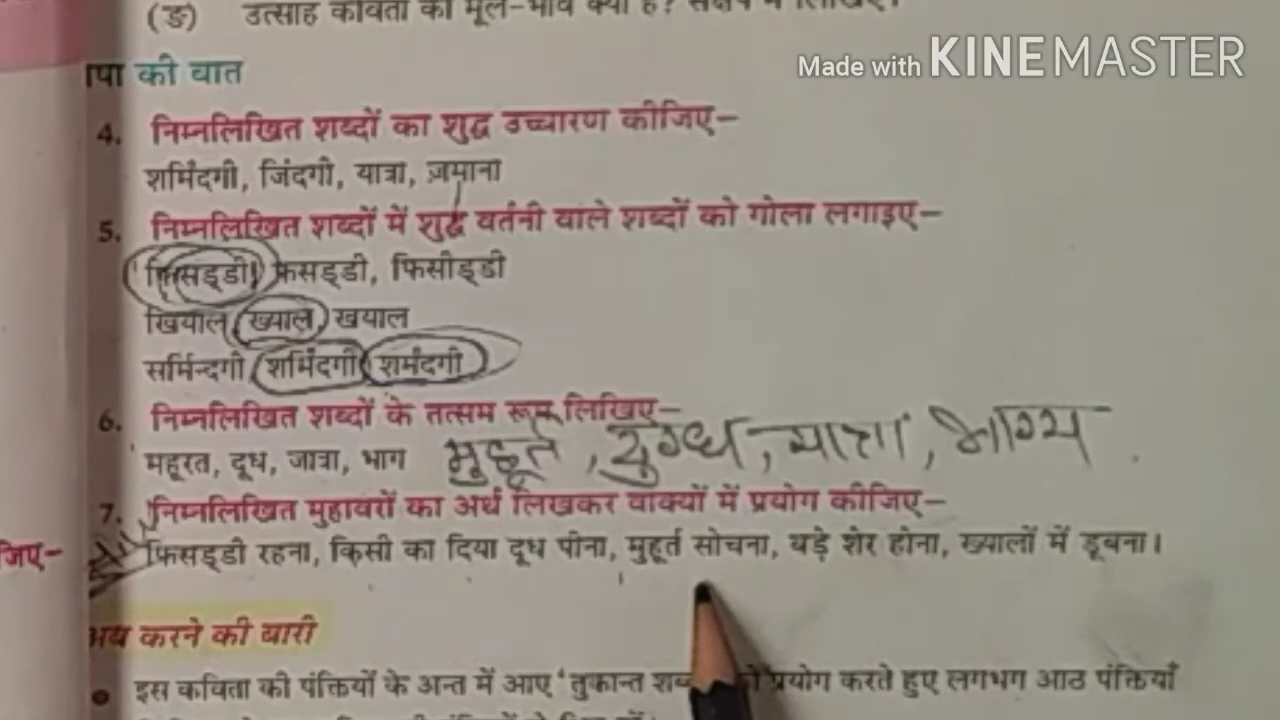 (ङ) उत्साह कविता का मूल-भाव क्या है? संक्षेप में लिखिए।
Made with KINEMASTER
षा की बात
4. निम्नलिखित शब्दों का शुद्ध उच्चारण कीजिए–
शर्मिंदगी, जिंदगी, यात्रा, ज़माना
5. निम्नलिखित शब्दों में शुद्ध वर्तनी वाले शब्दों को गोला लगाइए–
फिसड्डी, फसड्डी, फिसीड्डी
खियाल, ख्याल, खयाल
सर्मिन्दगी शर्मिंदगी शर्मंदगी
6. निम्नलिखित शब्दों के तत्सम रूप लिखिए–
महूरत, दूध, जात्रा, भाग मुहूर्त, दुग्ध, यात्रा, भाग्य
7. निम्नलिखित मुहावरों का अर्थ लिखकर वाक्यों में प्रयोग कीजिए–
जिए– फिसड्डी रहना, किसी का दिया दूध पीना, मुहूर्त सोचना, बड़े शेर होना, ख्यालों में डूबना।
अब करने की बारी
• इस कविता की पंक्तियों के अन्त में आए 'तुकान्त प्रयोग करते हुए लगभग आठ पंक्तियाँ